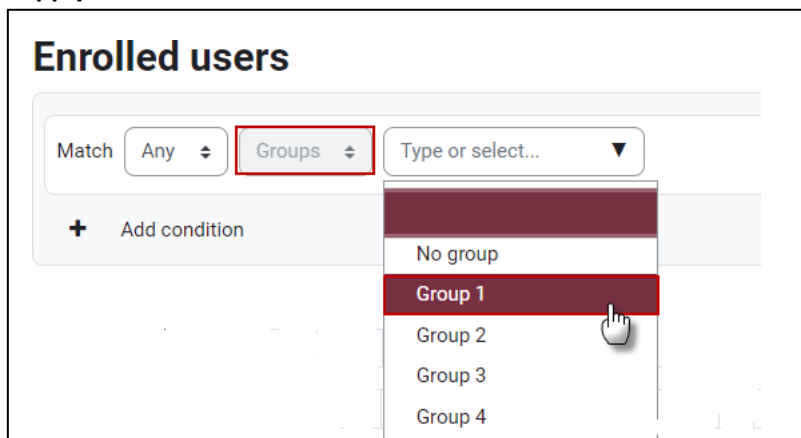 Enrolled users
Match Any Groups Type or select...
Add condition
No group
Group 1
Group 2
Group 3
Group 4